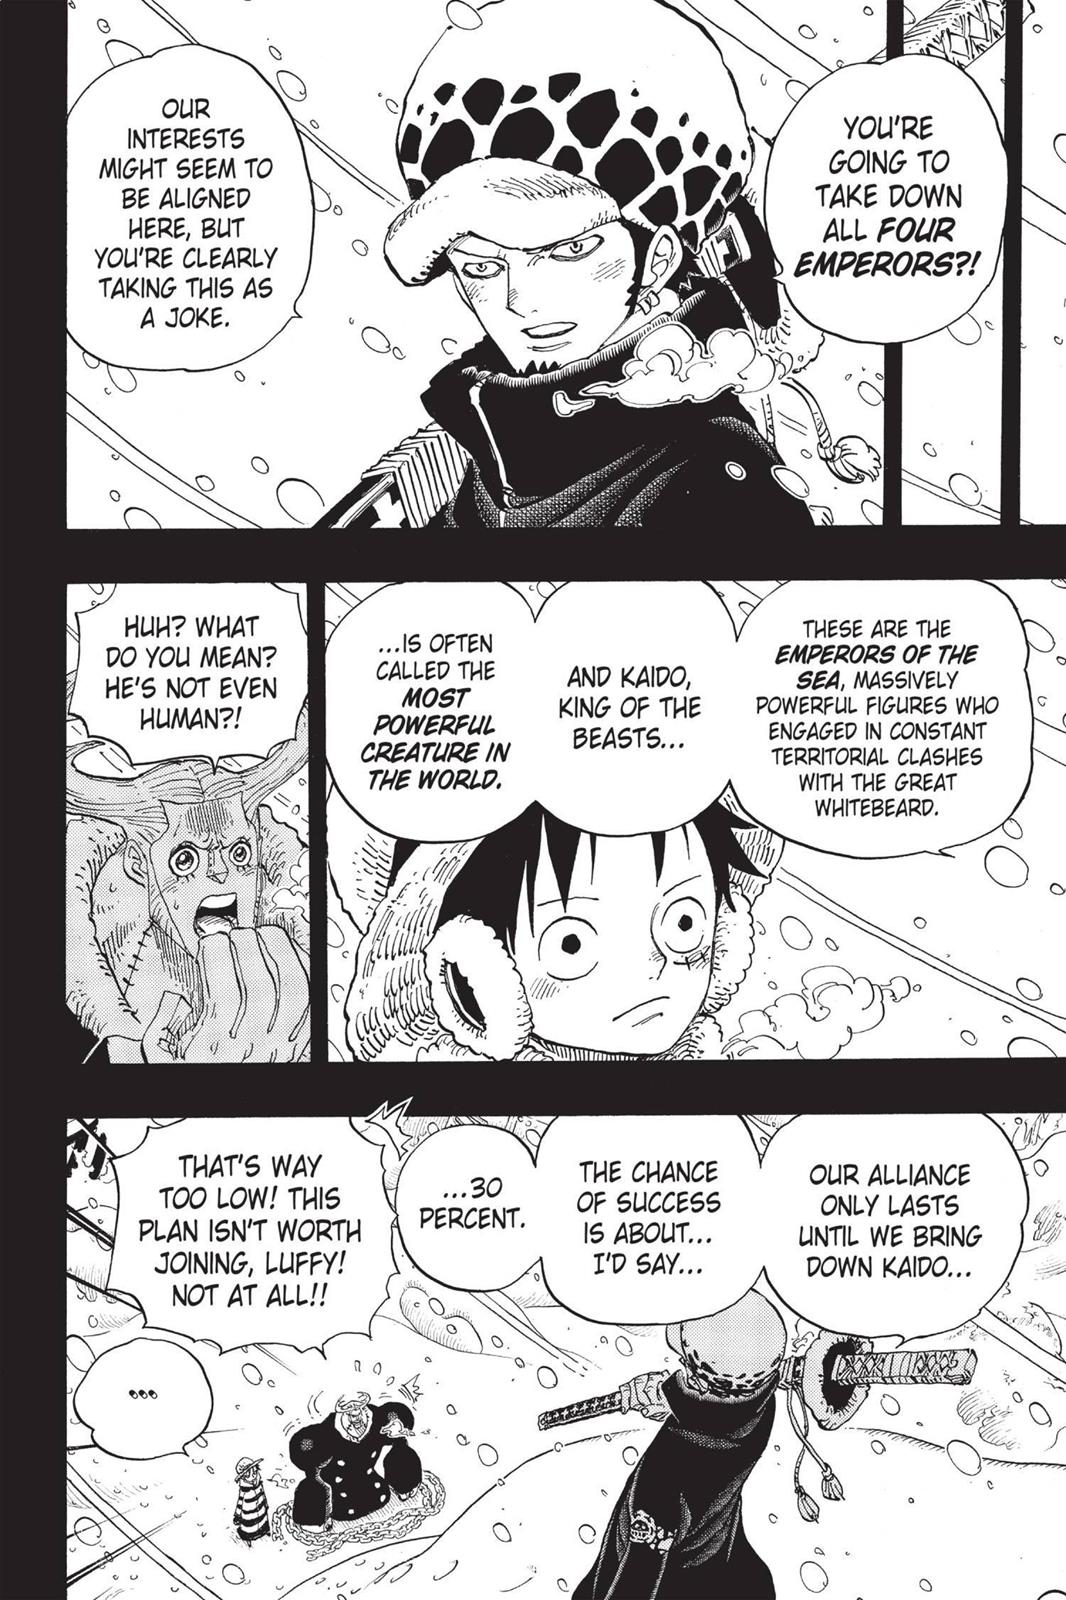 YOU'RE
GOING TO
TAKE DOWN
ALL FOUR
EMPERORS?!
OUR
INTERESTS
MIGHT SEEM TO
BE ALIGNED
HERE, BUT
YOU'RE CLEARLY
TAKING THIS AS
A JOKE.
THESE ARE THE
EMPERORS OF THE
SEA, MASSIVELY
POWERFUL FIGURES WHO
ENGAGED IN CONSTANT
TERRITORIAL CLASHES
WITH THE GREAT
WHITEBEARD.
AND KAIDO,
KING OF THE
BEASTS...
...IS OFTEN
CALLED THE
MOST
POWERFUL
CREATURE IN
THE WORLD.
HUH? WHAT
DO YOU MEAN?
HE'S NOT EVEN
HUMAN?!
OUR ALLIANCE
ONLY LASTS
UNTIL WE BRING
DOWN KAIDO...
THE CHANCE
OF SUCCESS
IS ABOUT...
I'D SAY...
...30
PERCENT.
THAT'S WAY
TOO LOW! THIS
PLAN ISN'T WORTH
JOINING, LUFFY!
NOT AT ALL!!
...